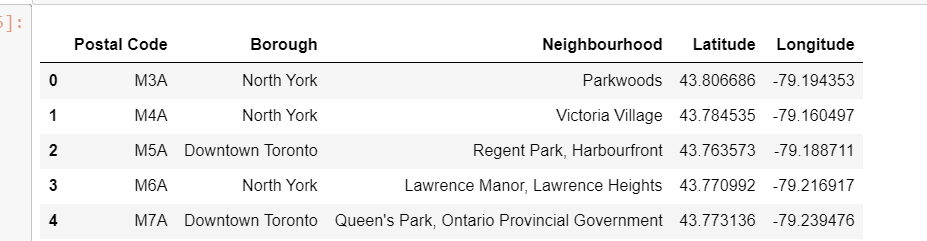 5]:
Postal Code Borough Neighbourhood Latitude Longitude
0 M3A North York Parkwoods 43.806686 -79.194353
1 M4A North York Victoria Village 43.784535 -79.160497
2 M5A Downtown Toronto Regent Park, Harbourfront 43.763573 -79.188711
3 M6A North York Lawrence Manor, Lawrence Heights 43.770992 -79.216917
4 M7A Downtown Toronto Queen's Park, Ontario Provincial Government 43.773136 -79.239476